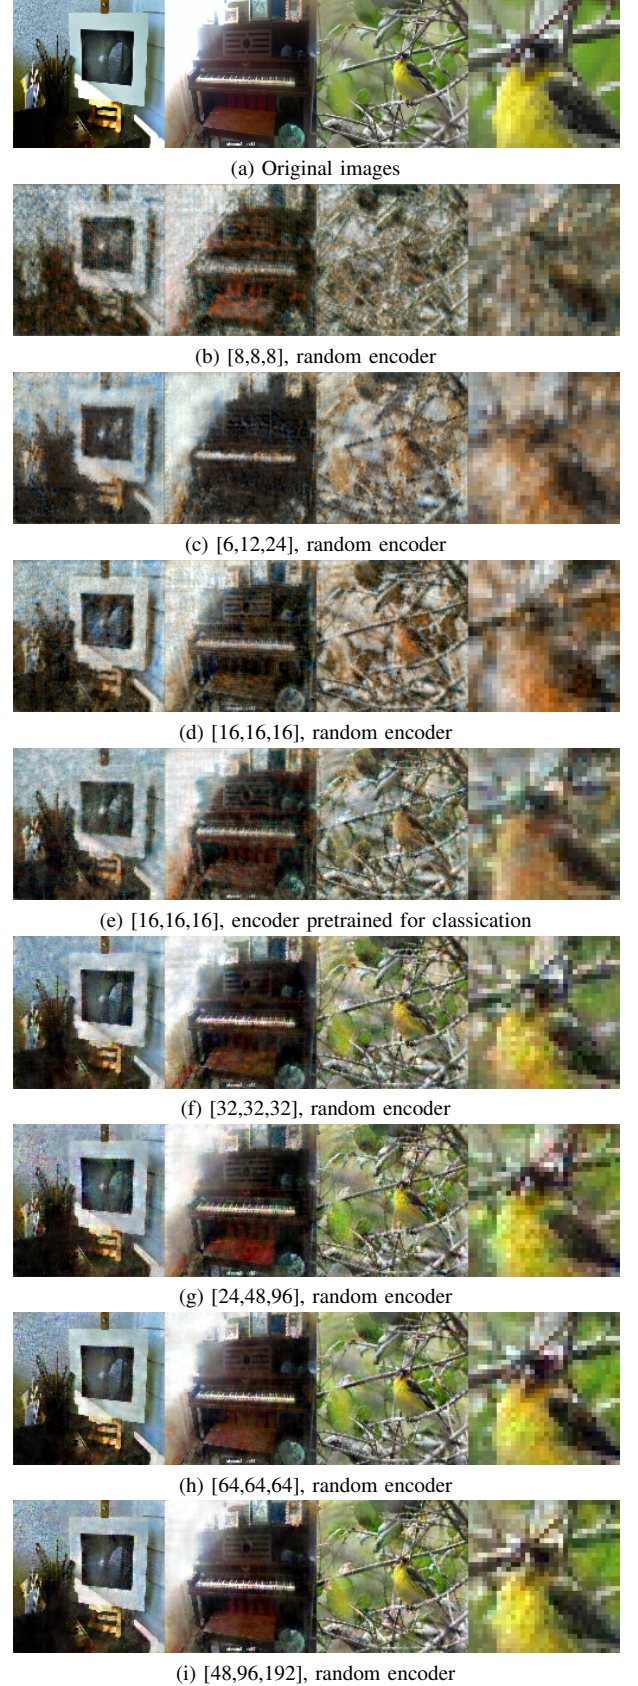 (a) Original images
(b) [8,8,8], random encoder
(c) [6,12,24], random encoder
(d) [16,16,16], random encoder
(e) [16,16,16], encoder pretrained for classication
(f) [32,32,32], random encoder
(g) [24,48,96], random encoder
(h) [64,64,64], random encoder
(i) [48,96,192], random encoder